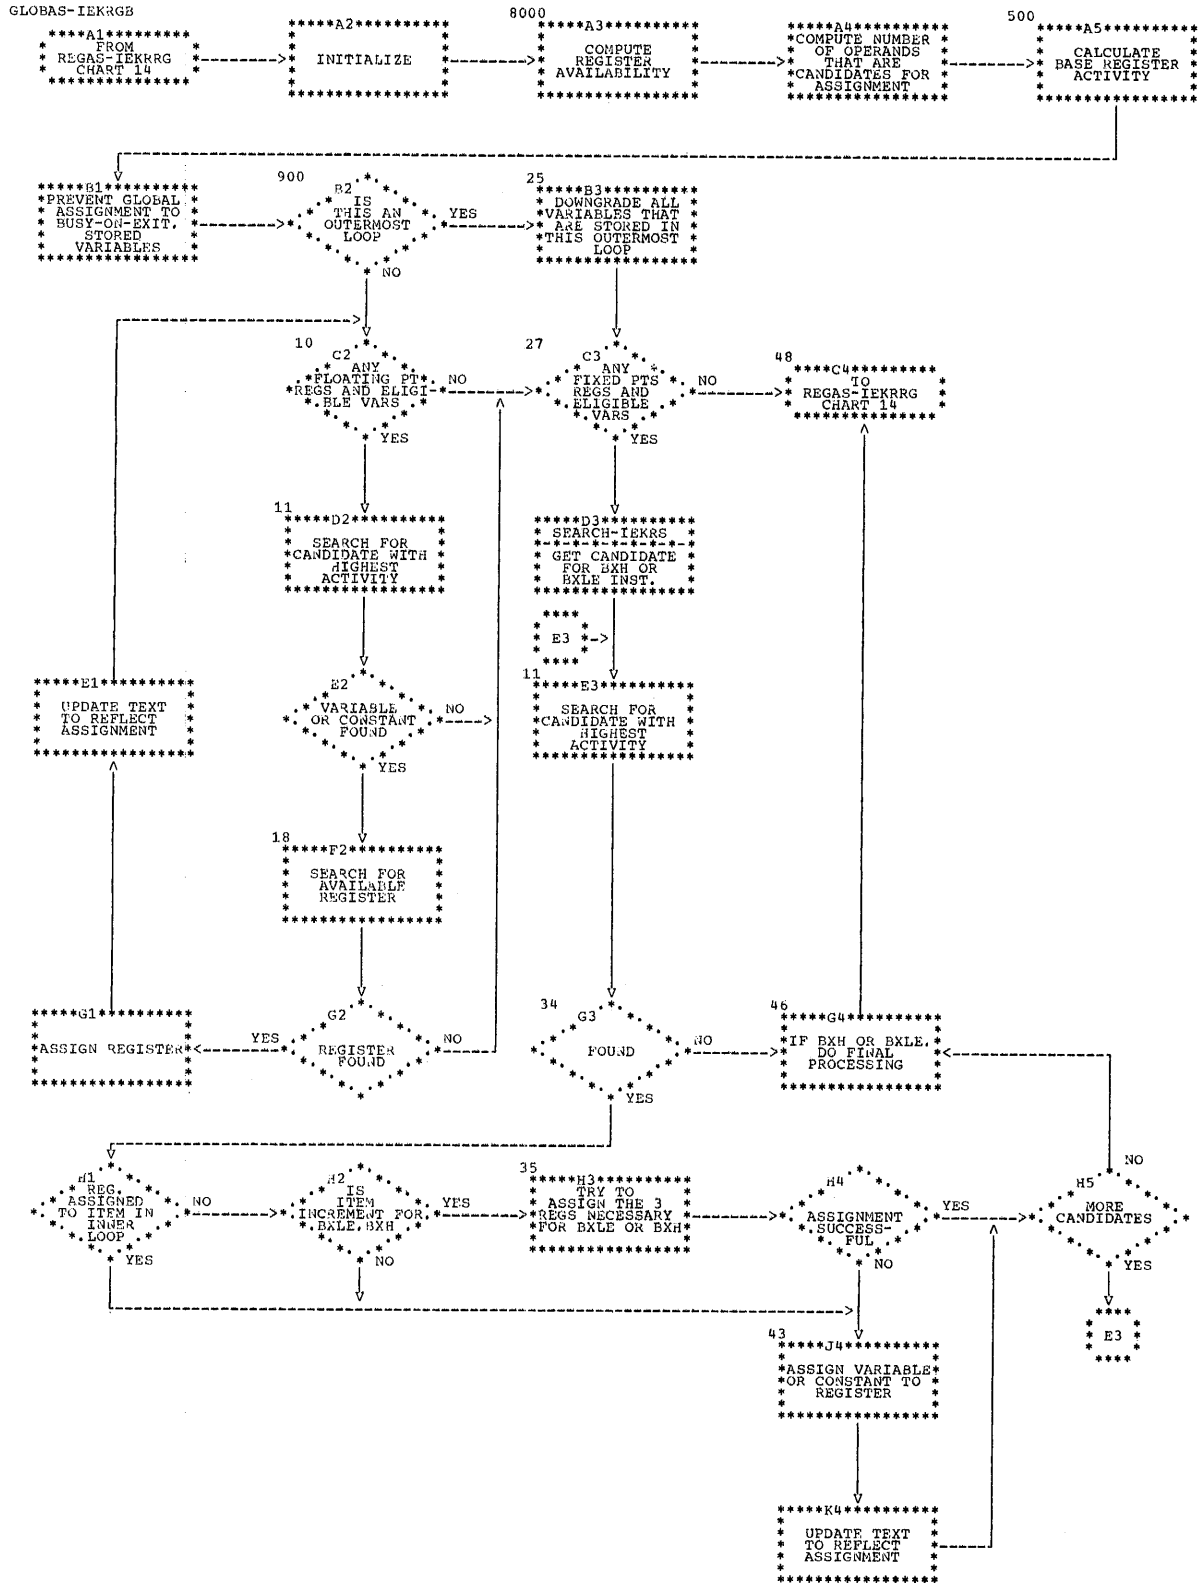 GLOBAS-IEKRGB
A1
FROM
REGAS-IEKRRG
CHART 14
A2
INITIALIZE
8000
A3
COMPUTE
REGISTER
AVAILABILITY
A4
COMPUTE NUMBER
OF OPERANDS
THAT ARE
CANDIDATES FOR
ASSIGNMENT
500
A5
CALCULATE
BASE REGISTER
ACTIVITY
B1
PREVENT GLOBAL
ASSIGNMENT TO
BUSY-ON-EXIT,
STORED
VARIABLES
900
B2
IS
THIS AN
OUTERMOST
LOOP
YES
NO
25
B3
DOWNGRADE ALL
VARIABLES THAT
ARE STORED IN
THIS OUTERMOST
LOOP
10
C2
ANY
FLOATING PT
REGS AND ELIGI-
BLE VARS
NO
YES
27
C3
ANY
FIXED PTS
REGS AND
ELIGIBLE
VARS
NO
YES
48
C4
TO
REGAS-IEKRRG
CHART 14
11
D2
SEARCH FOR
CANDIDATE WITH
HIGHEST
ACTIVITY
D3
SEARCH-IEKRS
GET CANDIDATE
FOR BXH OR
BXLE INST.
E3
E1
UPDATE TEXT
TO REFLECT
ASSIGNMENT
E2
VARIABLE
OR CONSTANT
FOUND
NO
YES
11
E3
SEARCH FOR
CANDIDATE WITH
HIGHEST
ACTIVITY
18
F2
SEARCH FOR
AVAILABLE
REGISTER
G1
ASSIGN REGISTER
YES
G2
REGISTER
FOUND
NO
34
G3
FOUND
NO
YES
46
G4
IF BXH OR BXLE,
DO FINAL
PROCESSING
H1
REG.
ASSIGNED
TO ITEM IN
INNER
LOOP
NO
YES
H2
IS
ITEM
INCREMENT FOR
BXLE,BXH
YES
NO
35
H3
TRY TO
ASSIGN THE 3
REGS NECESSARY
FOR BXLE OR BXH
H4
ASSIGNMENT
SUCCESS-
FUL
YES
NO
H5
MORE
CANDIDATES
NO
YES
E3
43
J4
ASSIGN VARIABLE
OR CONSTANT TO
REGISTER
K4
UPDATE TEXT
TO REFLECT
ASSIGNMENT